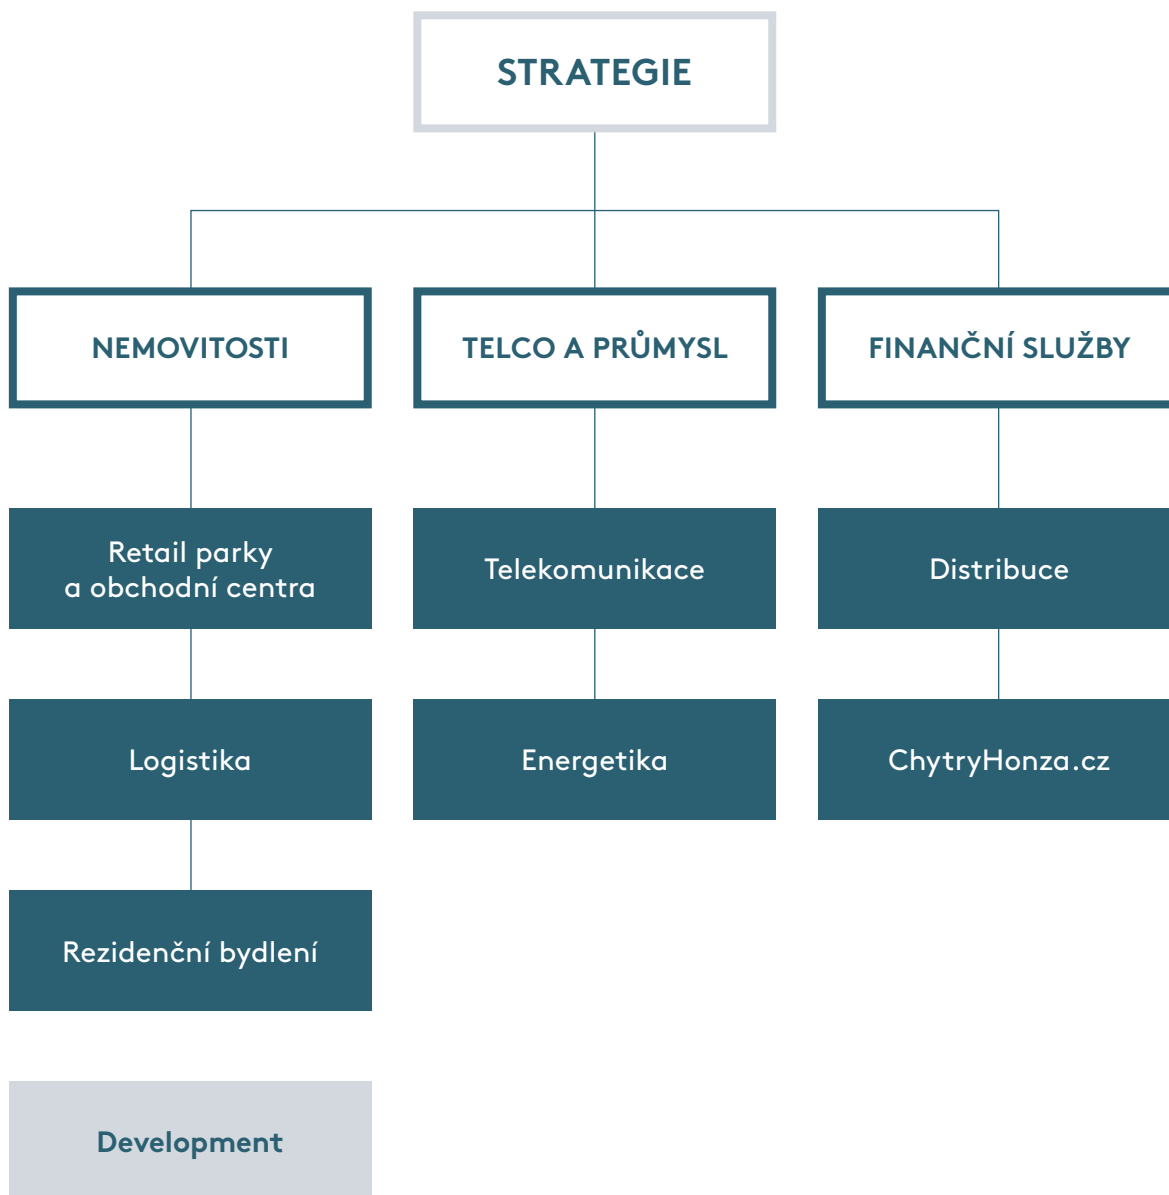 STRATEGIE
NEMOVITOSTI
TELCO A PRŮMYSL
FINANČNÍ SLUŽBY
Retail parky
a obchodní centra
Telekomunikace
Distribuce
Logistika
Energetika
ChytryHonza.cz
Rezidenční bydlení
Development